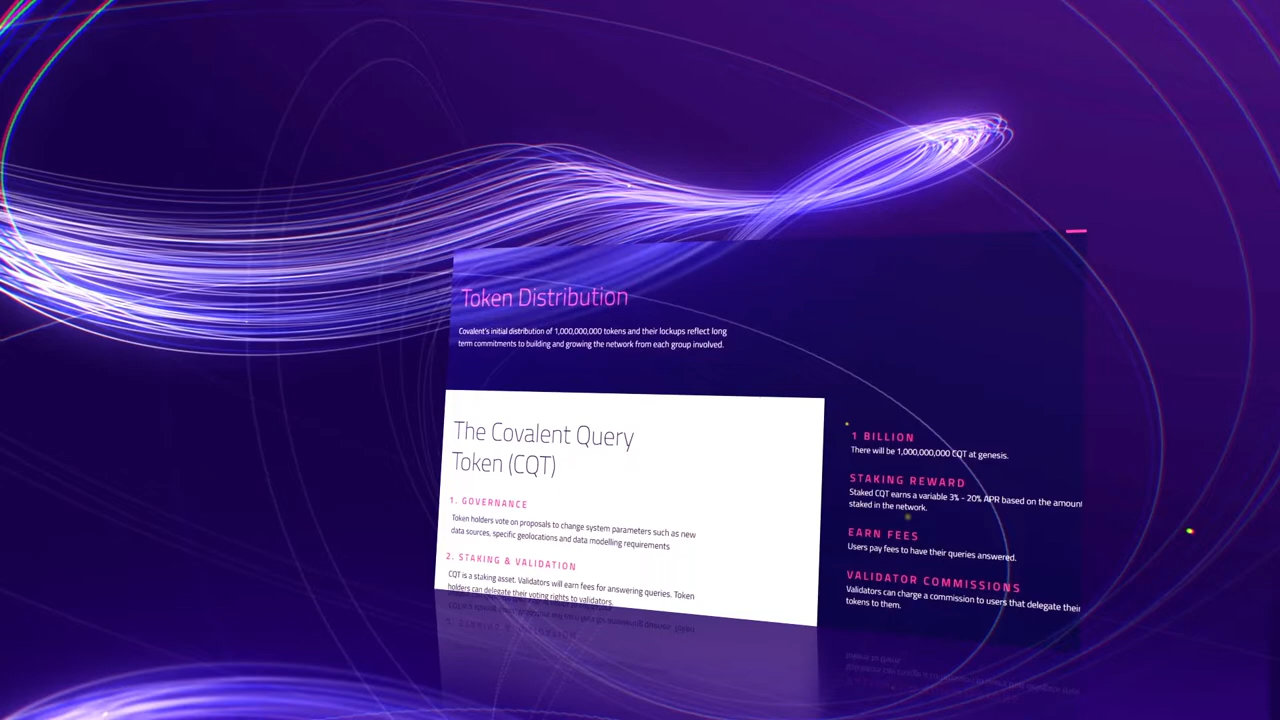 Token Distribution
Covalent's initial distribution of 1,000,000,000 tokens and their lockups reflect long
term commitments to building and growing the network from each group involved.
The Covalent Query
Token (CQT)
1. GOVERNANCE
Token holders vote on proposals to change system parameters such as new
data sources, specific geolocations and data modelling requirements
2. STAKING & VALIDATION
CQT is a staking asset. Validators will earn fees for answering queries. Token
holders can delegate their voting rights to validators.
1 BILLION
There will be 1,000,000,000 CQT at genesis.
STAKING REWARD
Staked CQT earns a variable 3% - 20% APR based on the amount
staked in the network.
EARN FEES
Users pay fees to have their queries answered.
VALIDATOR COMMISSIONS
Validators can charge a commission to users that delegate their
tokens to them.